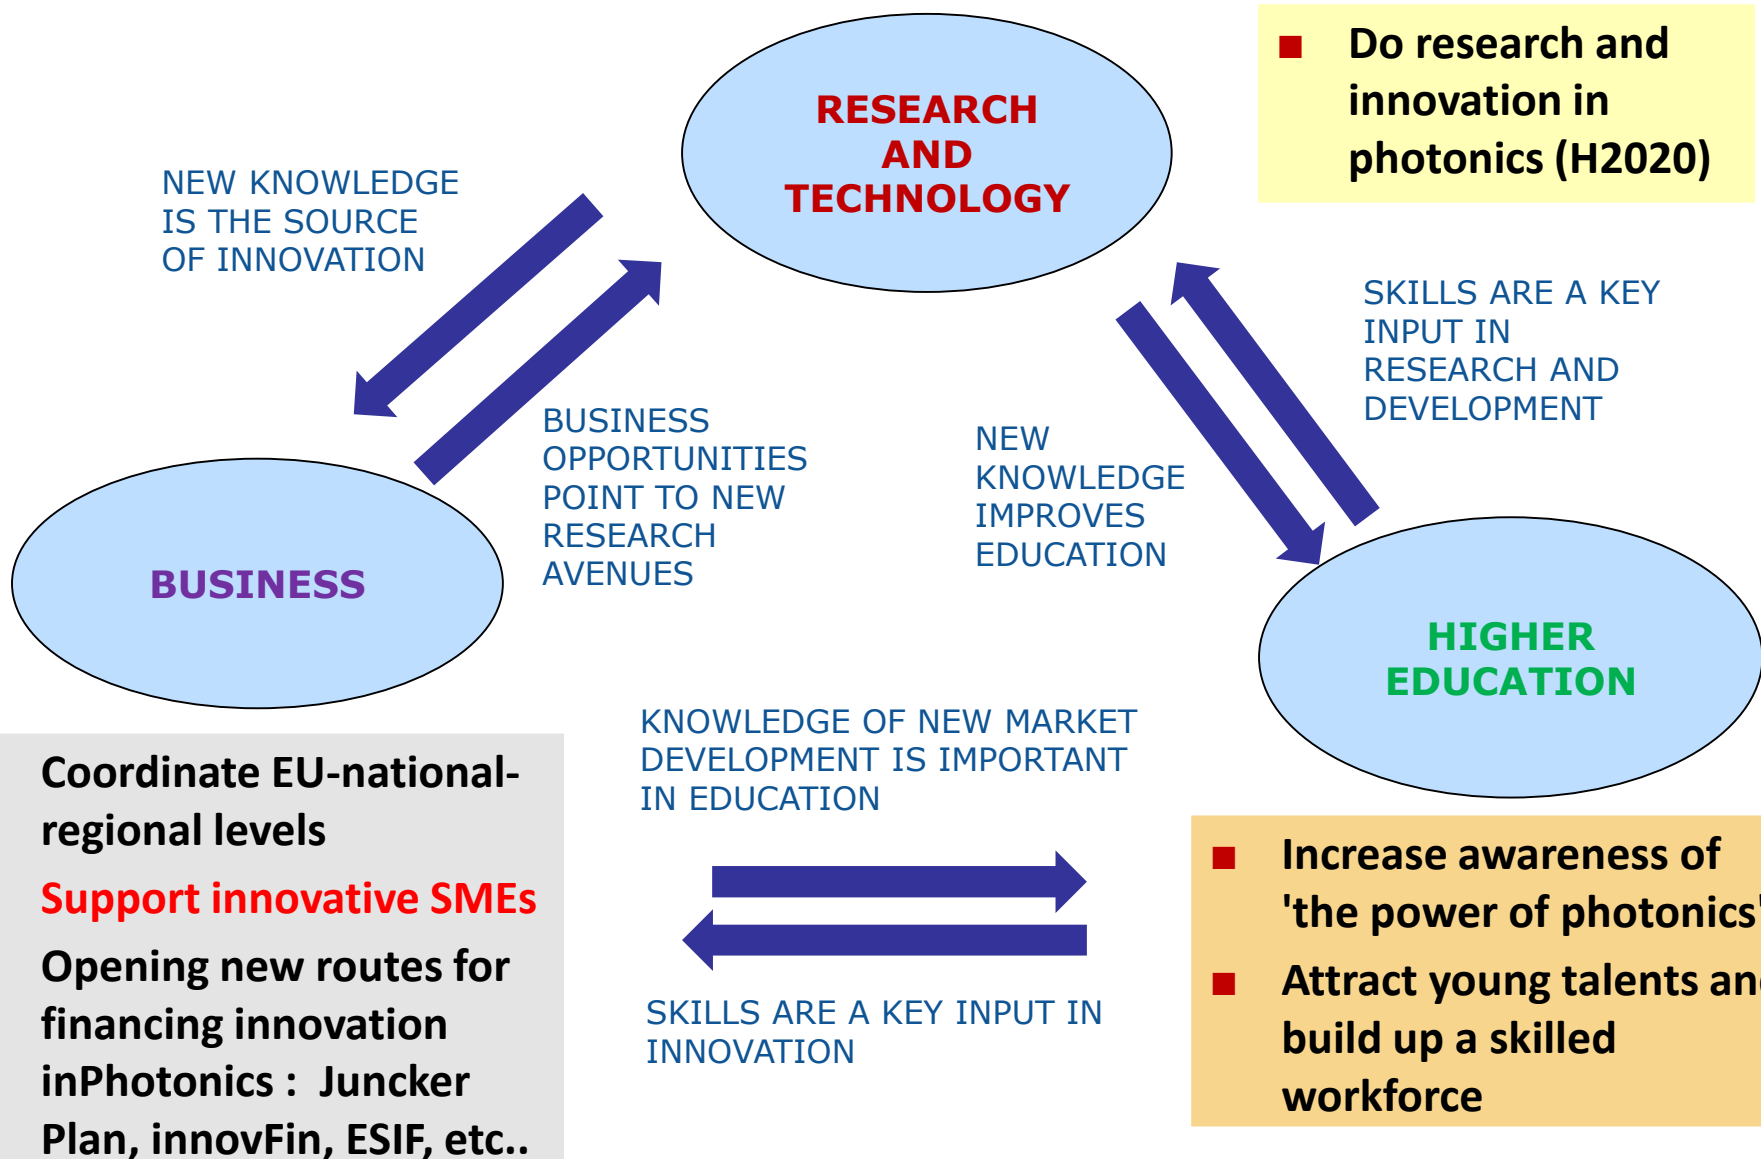 RESEARCH
AND
TECHNOLOGY
■ Do research and
innovation in
photonics (H2020)
NEW KNOWLEDGE
IS THE SOURCE
OF INNOVATION
SKILLS ARE A KEY
INPUT IN
RESEARCH AND
DEVELOPMENT
BUSINESS
OPPORTUNITIES
POINT TO NEW
RESEARCH
AVENUES
NEW
KNOWLEDGE
IMPROVES
EDUCATION
BUSINESS
HIGHER
EDUCATION
KNOWLEDGE OF NEW MARKET
DEVELOPMENT IS IMPORTANT
IN EDUCATION
SKILLS ARE A KEY INPUT IN
INNOVATION
Coordinate EU-national-
regional levels
Support innovative SMEs
Opening new routes for
financing innovation
inPhotonics : Juncker
Plan, innovFin, ESIF, etc..
■ Increase awareness of
'the power of photonics'
■ Attract young talents and
build up a skilled
workforce